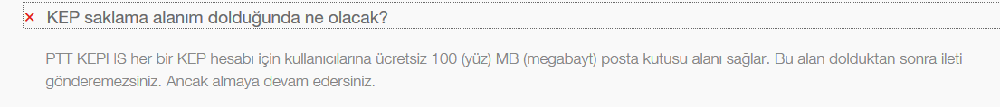 KEP saklama alanım dolduğunda ne olacak?
PTT KEPHS her bir KEP hesabı için kullanıcılarına ücretsiz 100 (yüz) MB (megabayt) posta kutusu alanı sağlar. Bu alan dolduktan sonra ileti
gönderemezsiniz. Ancak almaya devam edersiniz.